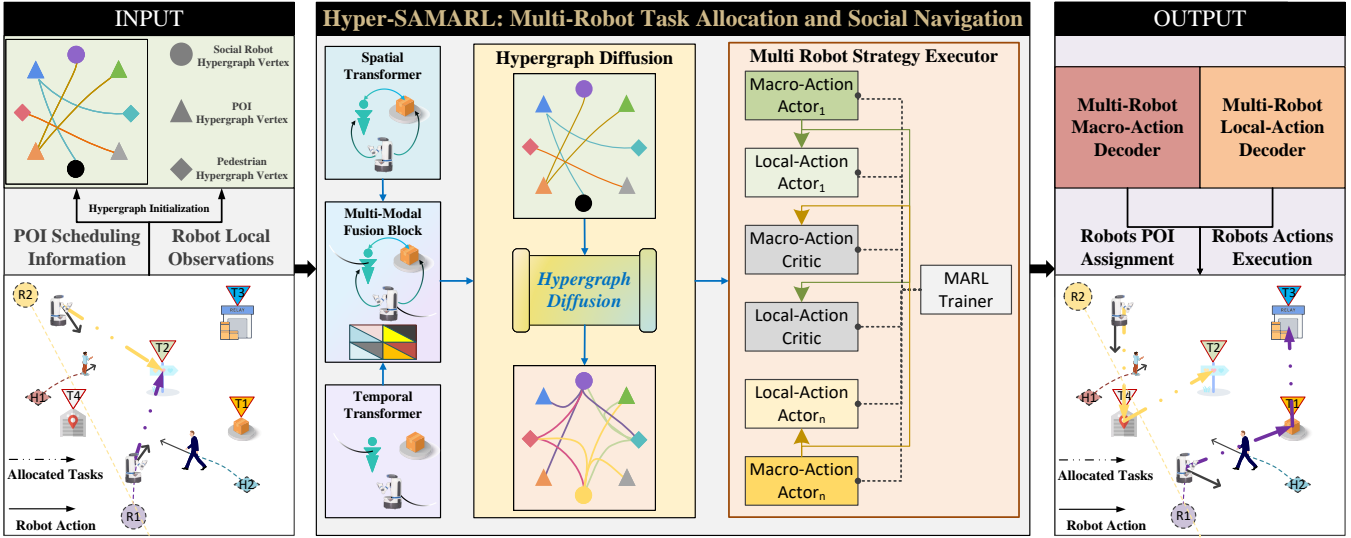 INPUT
Social Robot
Hypergraph Vertex
POI
Hypergraph Vertex
Pedestrian
Hypergraph Vertex
Hypergraph Initialization
POI Scheduling
Information
Robot Local
Observations
R2
T3
RELAY
T2
H1
T4
T1
Allocated Tasks
H2
Robot Action
R1
Hyper-SAMARL: Multi-Robot Task Allocation and Social Navigation
Spatial
Transformer
Multi-Modal
Fusion Block
Temporal
Transformer
Hypergraph Diffusion
Hypergraph
Diffusion
Multi Robot Strategy Executor
Macro-Action
Actor1
Local-Action
Actor1
Macro-Action
Critic
Local-Action
Critic
Local-Action
Actorn
Macro-Action
Actorn
MARL
Trainer
OUTPUT
Multi-Robot
Macro-Action
Decoder
Multi-Robot
Local-Action
Decoder
Robots POI
Assignment
Robots Actions
Execution
R2
T3
RELAY
T2
H1
T4
T1
Allocated Tasks
H2
R1
Robot Action